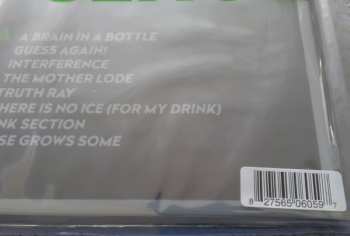 A BRAIN IN A BOTTLE
GUESS AGAIN!
INTERFERENCE
THE MOTHER LODE
TRUTH RAY
HERE IS NO ICE (FOR MY DRINK)
NK SECTION
SE GROWS SOME
8 27565 06059 7